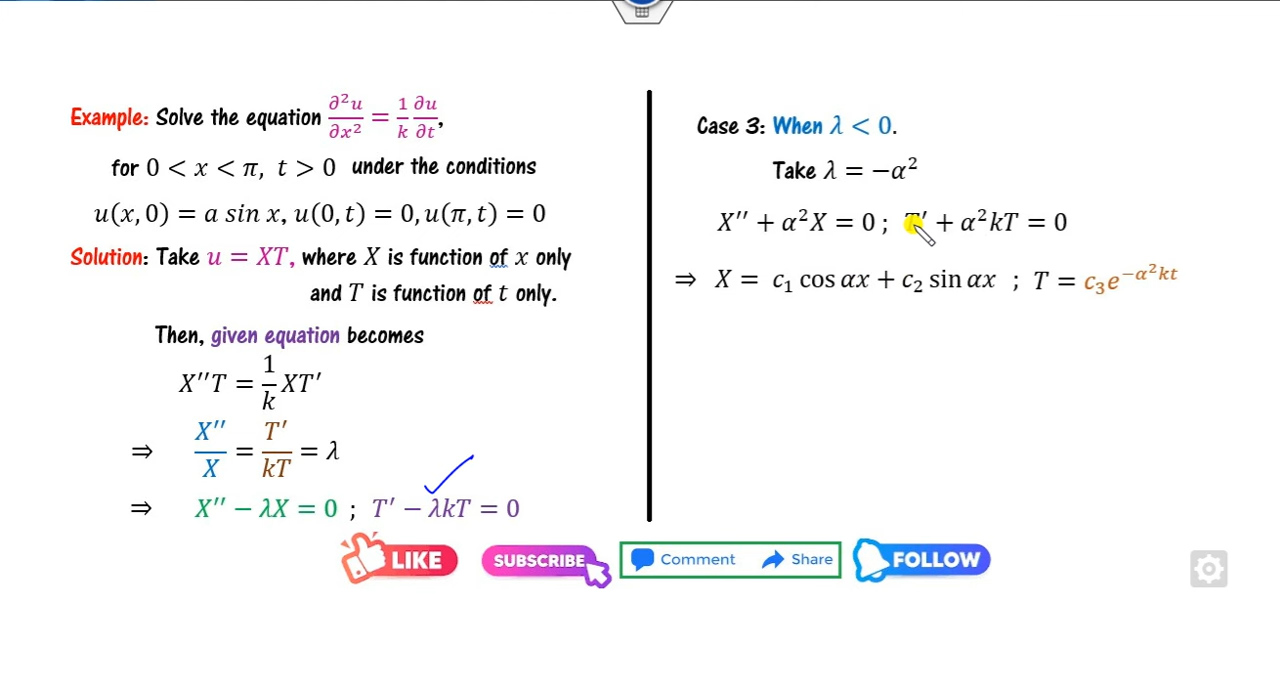 Example: Solve the equation ∂²u/∂x² = 1/k ∂u/∂t,
for 0 < x < π, t > 0 under the conditions
u(x, 0) = a sin x, u(0, t) = 0, u(π, t) = 0
Solution: Take u = XT, where X is function of x only
and T is function of t only.
Then, given equation becomes
X′′T = 1/k XT′
⇒ X′′/X = T′/kT = λ
⇒ X′′ − λX = 0 ; T′ − λkT = 0
Case 3: When λ < 0.
Take λ = −α²
X′′ + α²X = 0 ; T′ + α²kT = 0
⇒ X = c₁ cos αx + c₂ sin αx ; T = c₃e^(−α²kt)
LIKE SUBSCRIBE Comment Share FOLLOW